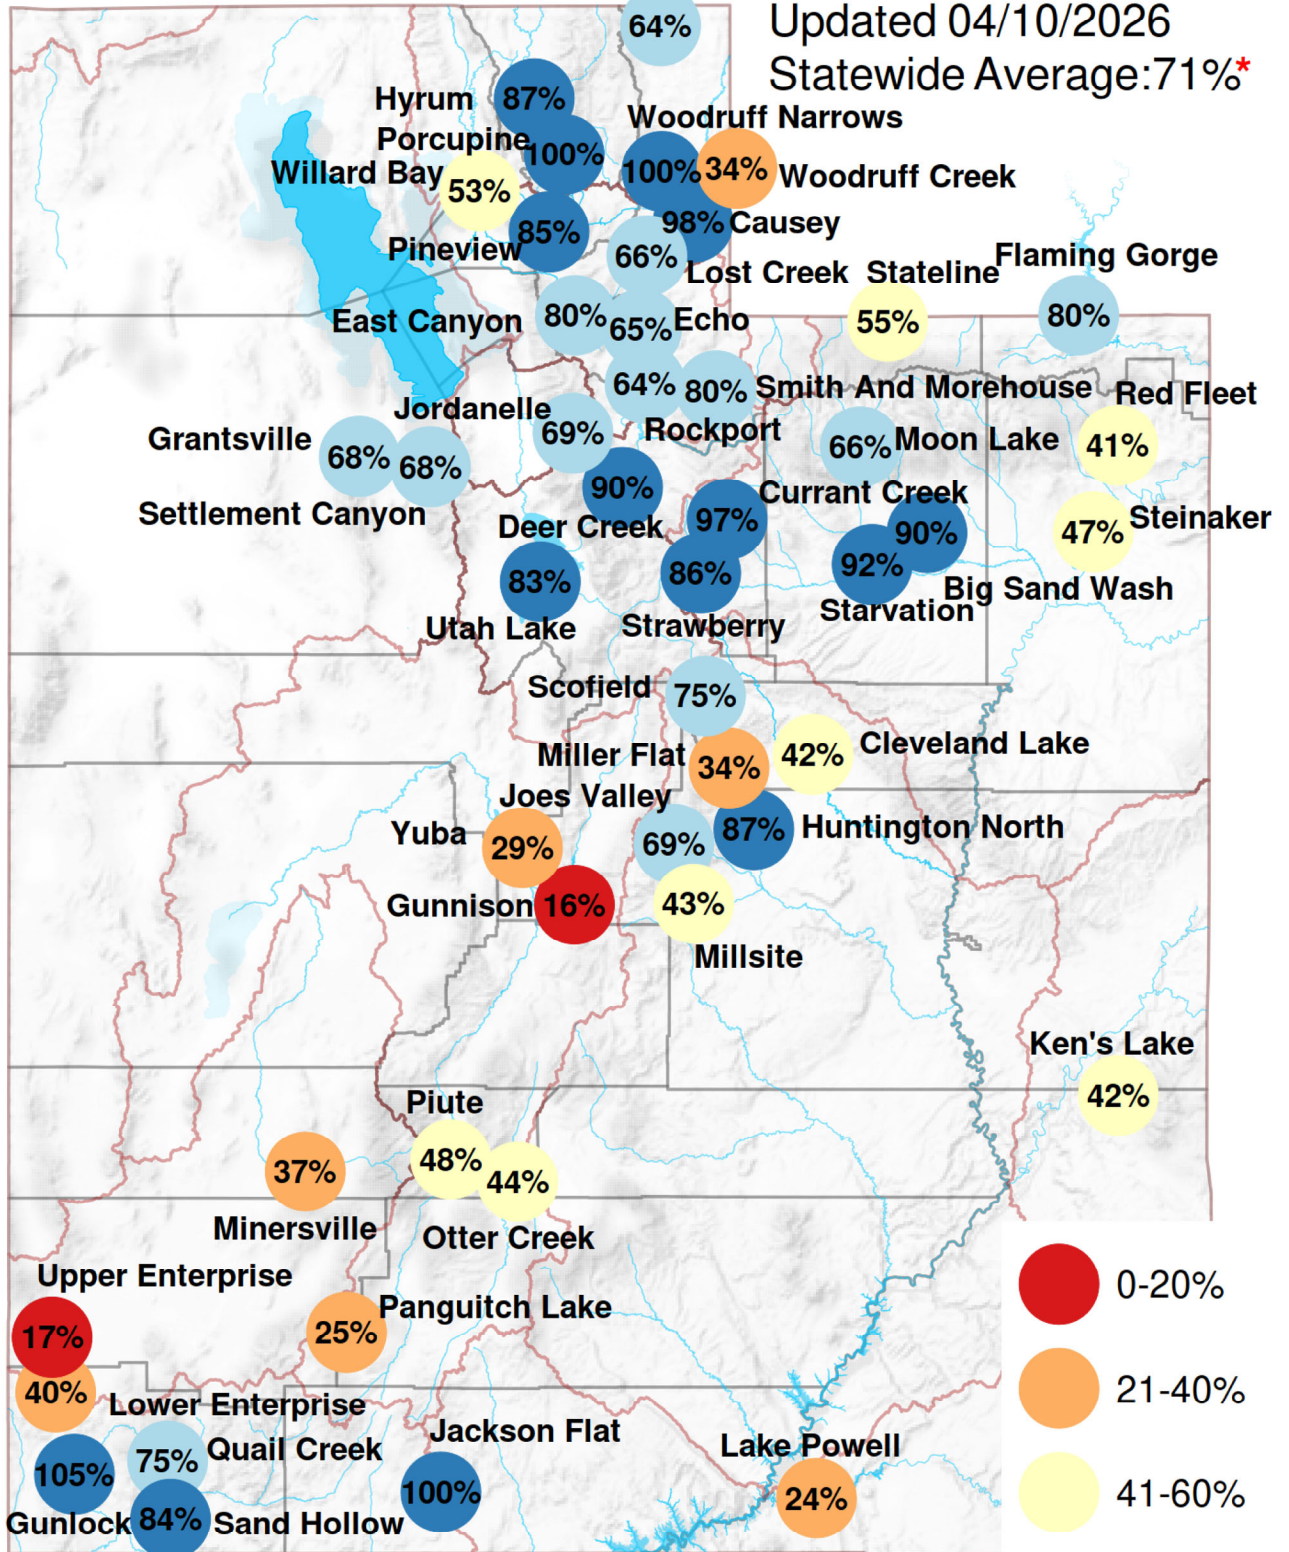 64%
Updated 04/10/2026
Statewide Average:71%*
Hyrum
87%
Woodruff Narrows
Porcupine
100%
100%
34%
Woodruff Creek
Willard Bay
53%
98%
Causey
Pineview
85%
66%
Lost Creek
Stateline
Flaming Gorge
East Canyon
80%
65%
Echo
55%
80%
64%
80%
Smith And Morehouse
Red Fleet
Jordanelle
69%
Rockport
Grantsville
68%
68%
66%
Moon Lake
41%
Settlement Canyon
90%
Deer Creek
Currant Creek
97%
90%
47%
Steinaker
83%
86%
92%
Big Sand Wash
Utah Lake
Strawberry
Starvation
Scofield
75%
Miller Flat
34%
42%
Cleveland Lake
Joes Valley
Yuba
29%
69%
87%
Huntington North
Gunnison
16%
43%
Millsite
Ken's Lake
42%
Piute
37%
48%
44%
Minersville
Otter Creek
Upper Enterprise
17%
25%
Panguitch Lake
0-20%
40%
Lower Enterprise
21-40%
105%
75%
Quail Creek
Jackson Flat
100%
Lake Powell
24%
41-60%
Gunlock
84%
Sand Hollow